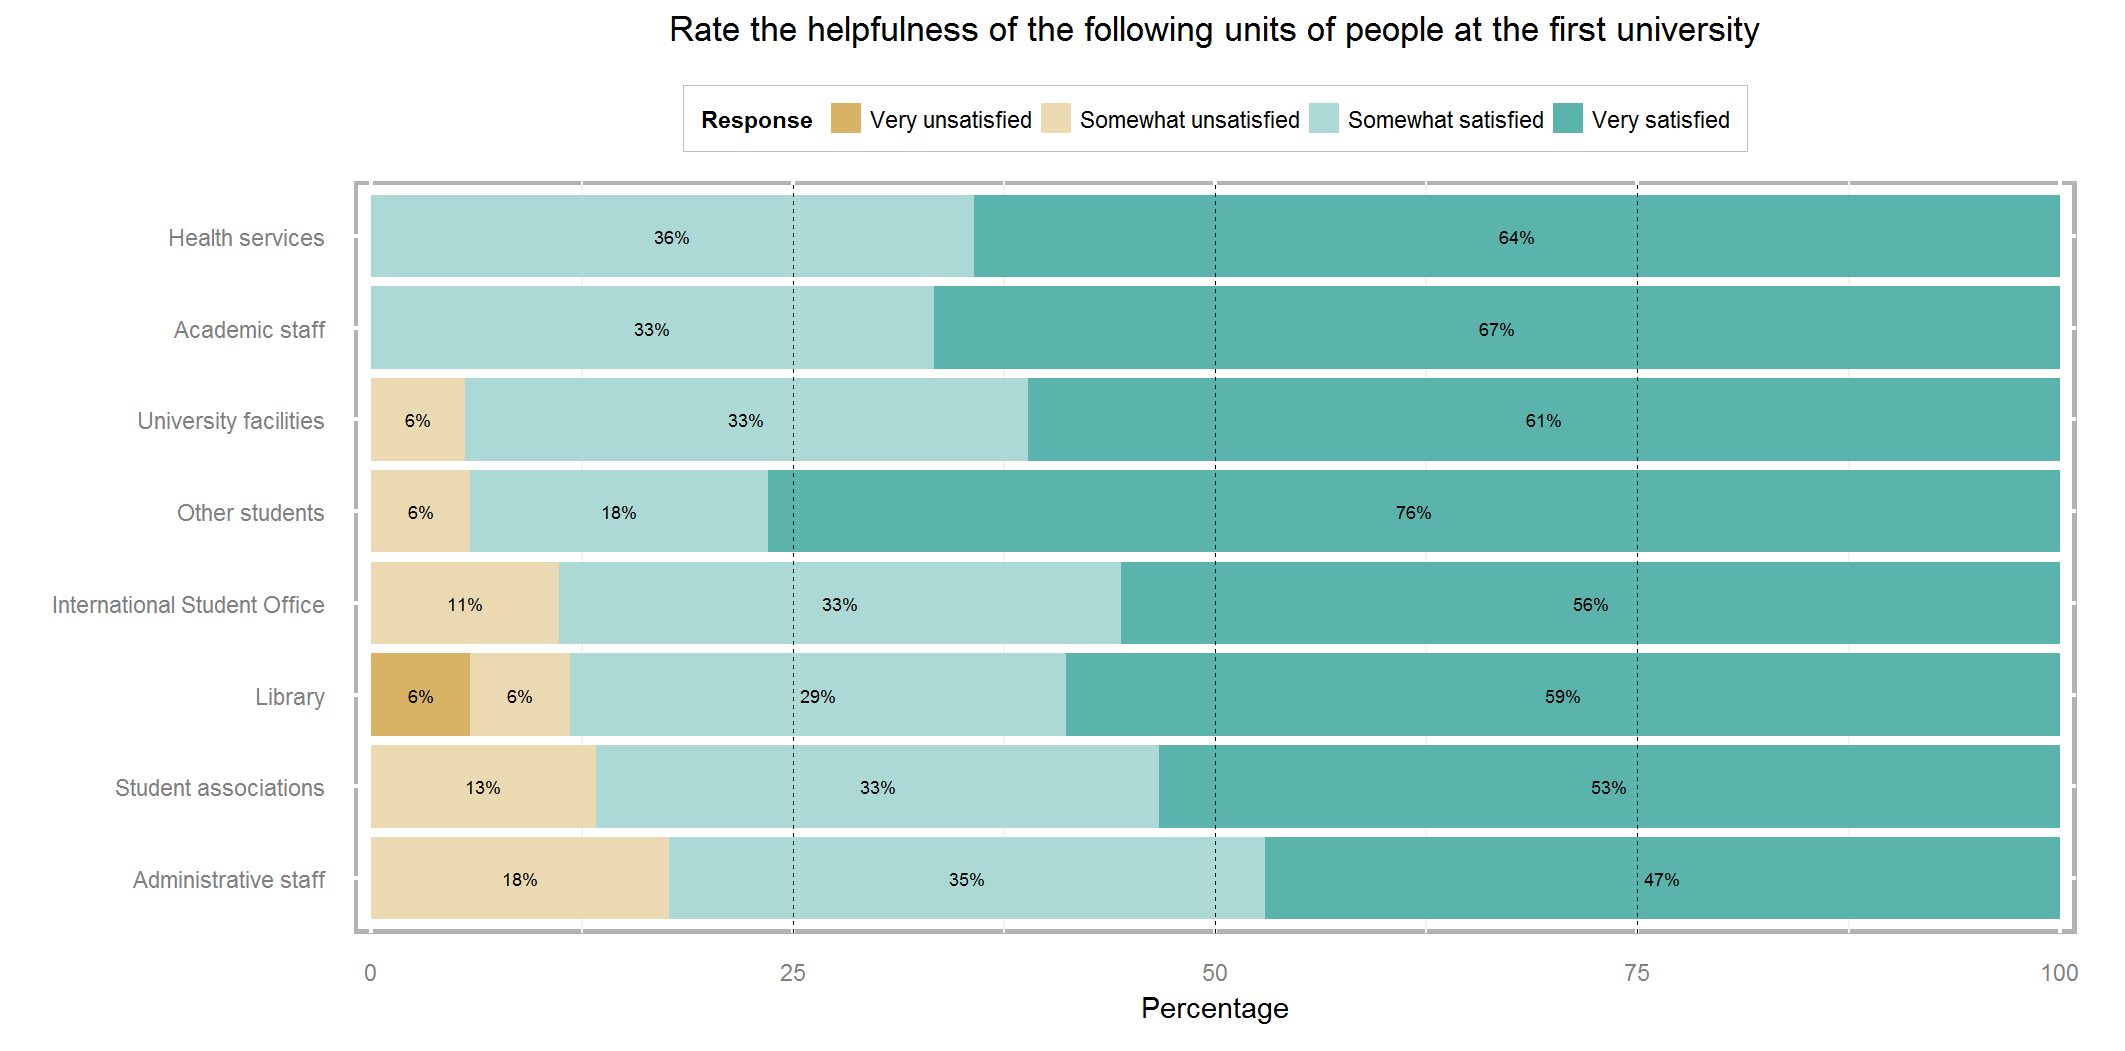 Rate the helpfulness of the following units of people at the first university
Response Very unsatisfied Somewhat unsatisfied Somewhat satisfied Very satisfied
Health services 36% 64%
Academic staff 33% 67%
University facilities 6% 33% 61%
Other students 6% 18% 76%
International Student Office 11% 33% 56%
Library 6% 6% 29% 59%
Student associations 13% 33% 53%
Administrative staff 18% 35% 47%
0 25 50 75 100
Percentage